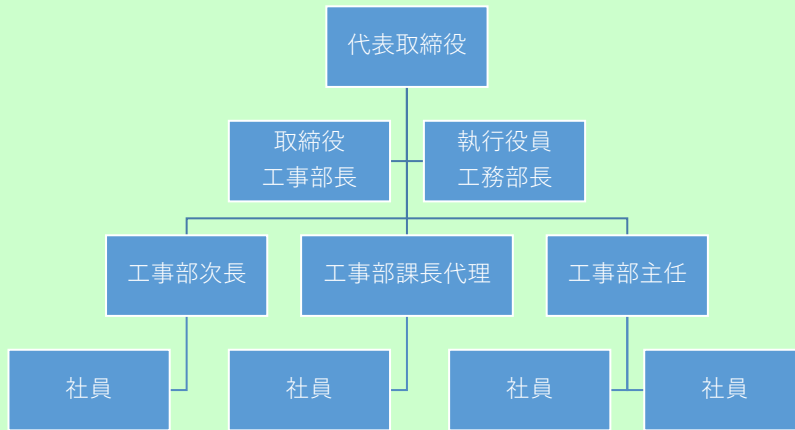 代表取締役
取締役
工事部長
執行役員
工務部長
工事部次長
工事部課長代理
工事部主任
社員
社員
社員
社員